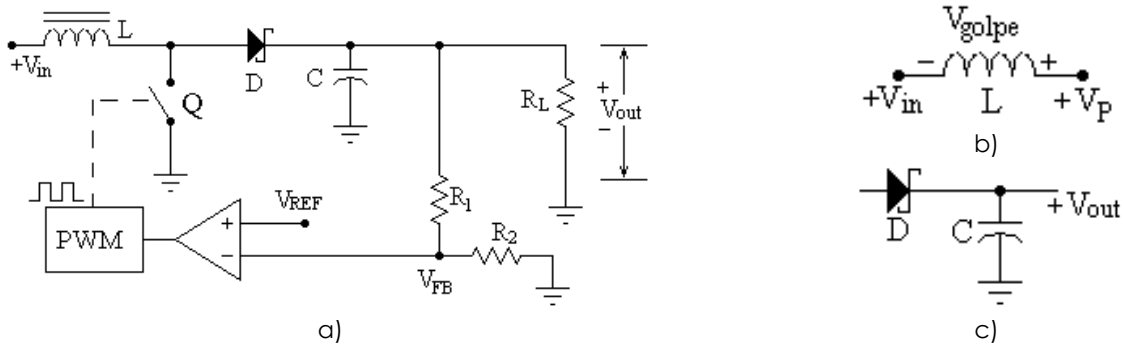 L
+Vin
D
C
Q
RL
+
Vout
−
R1
VREF
+
−
PWM
R2
VFB
a)
Vgolpe
− +
+Vin L +VP
b)
D C + Vout
c)